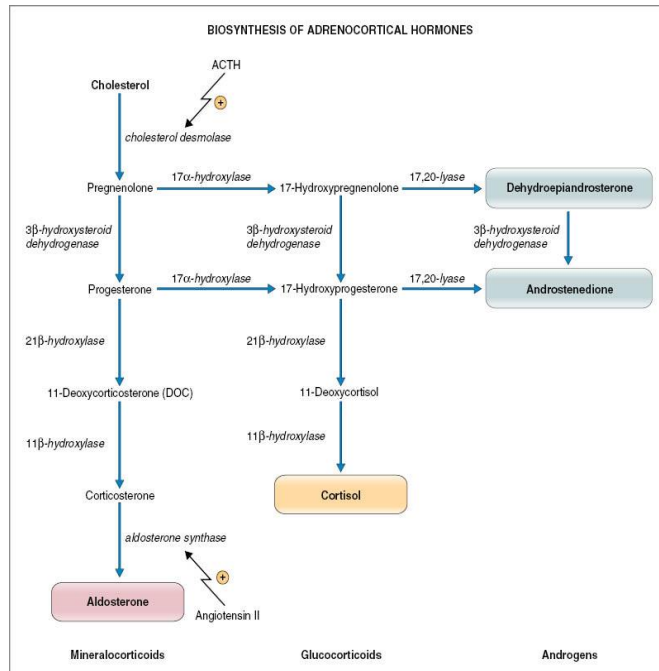 BIOSYNTHESIS OF ADRENOCORTICAL HORMONES
ACTH
Cholesterol
+
cholesterol desmolase
17α-hydroxylase
17,20-lyase
Pregnenolone
17-Hydroxypregnenolone
Dehydroepiandrosterone
3β-hydroxysteroid
dehydrogenase
3β-hydroxysteroid
dehydrogenase
3β-hydroxysteroid
dehydrogenase
17α-hydroxylase
17,20-lyase
Progesterone
17-Hydroxyprogesterone
Androstenedione
21β-hydroxylase
21β-hydroxylase
11-Deoxycorticosterone (DOC)
11-Deoxycortisol
11β-hydroxylase
11β-hydroxylase
Corticosterone
Cortisol
aldosterone synthase
+
Aldosterone
Angiotensin II
Mineralocorticoids
Glucocorticoids
Androgens